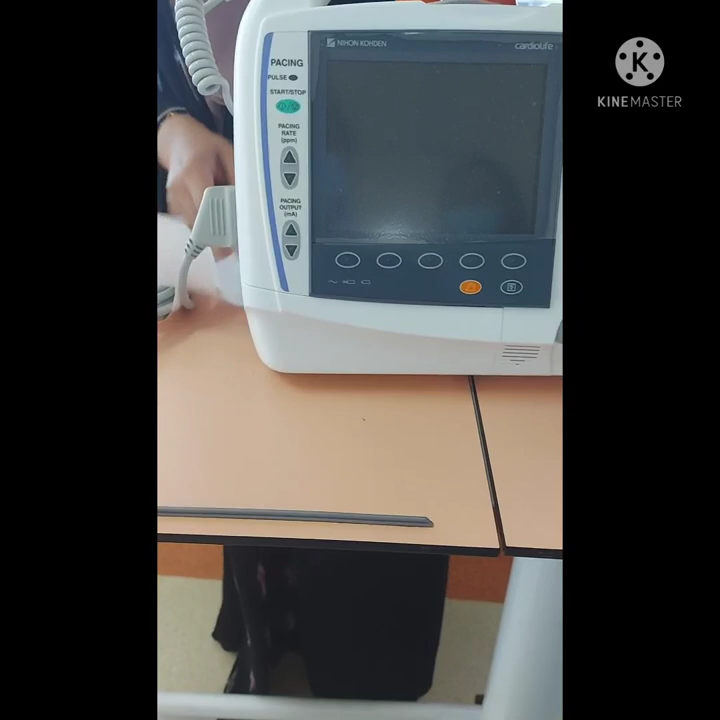 NIHON KOHDEN
cardiolife
PACING
PULSE
START/STOP
PACING
RATE
(ppm)
PACING
OUTPUT
(mA)
K
KINEMASTER